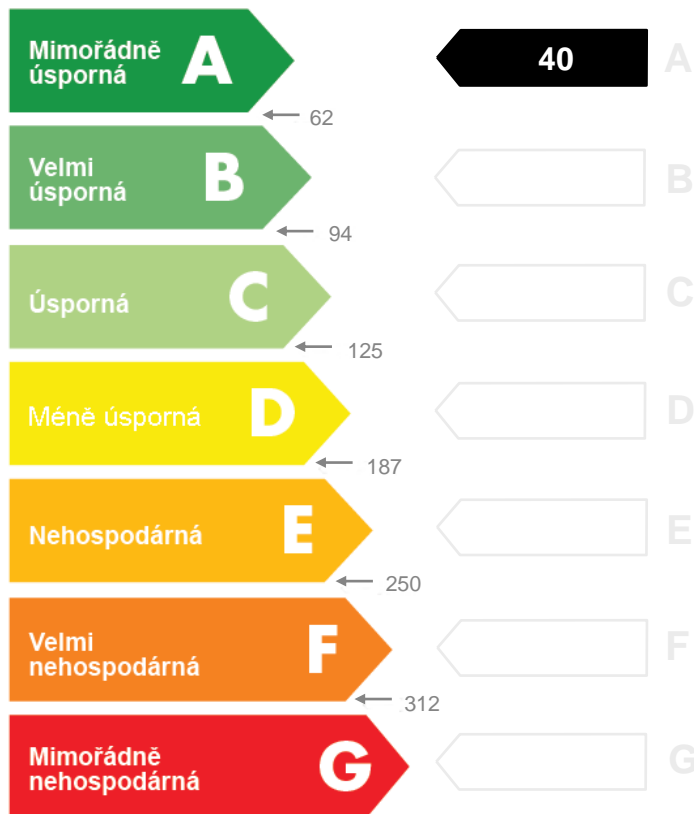 Mimořádně
úsporná
A
40
A
62
Velmi
úsporná
B
B
94
Úsporná
C
C
125
Méně úsporná
D
D
187
Nehospodárná
E
E
250
Velmi
nehospodárná
F
F
312
Mimořádně
nehospodárná
G
G